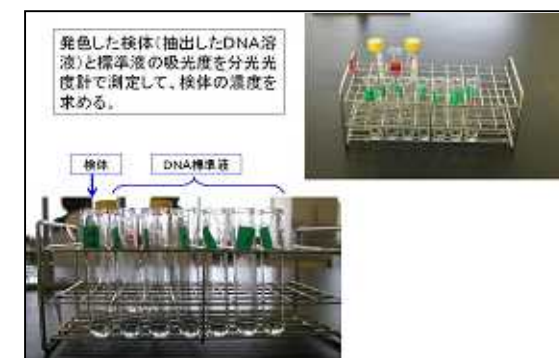 発色した検体(抽出したDNA溶
液)と標準液の吸光度を分光光
度計で測定して、検体の濃度を
求める。
検体
DNA標準液